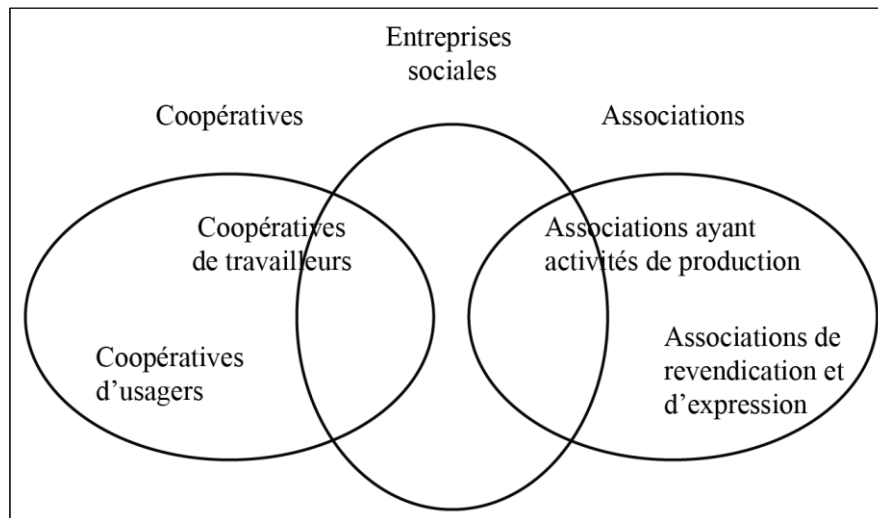 Entreprises
sociales
Coopératives
Associations
Coopératives
de travailleurs
Associations ayant
activités de production
Coopératives
d’usagers
Associations de
revendication et
d’expression